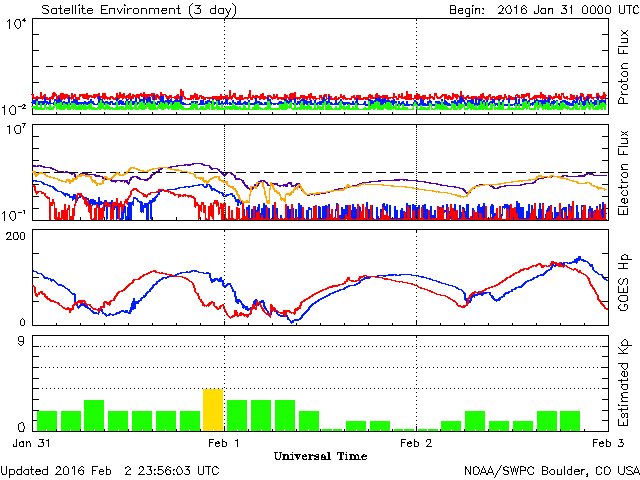 Satellite Environment (3 day) Begin: 2016 Jan 31 0000 UTC
10⁴
10⁻²
Proton Flux
10⁷
10⁻¹
Electron Flux
200
0
GOES Hp
9
0
Estimated Kp
Jan 31 Feb 1 Feb 2 Feb 3
Universal Time
Updated 2016 Feb 2 23:56:03 UTC NOAA/SWPC Boulder, CO USA